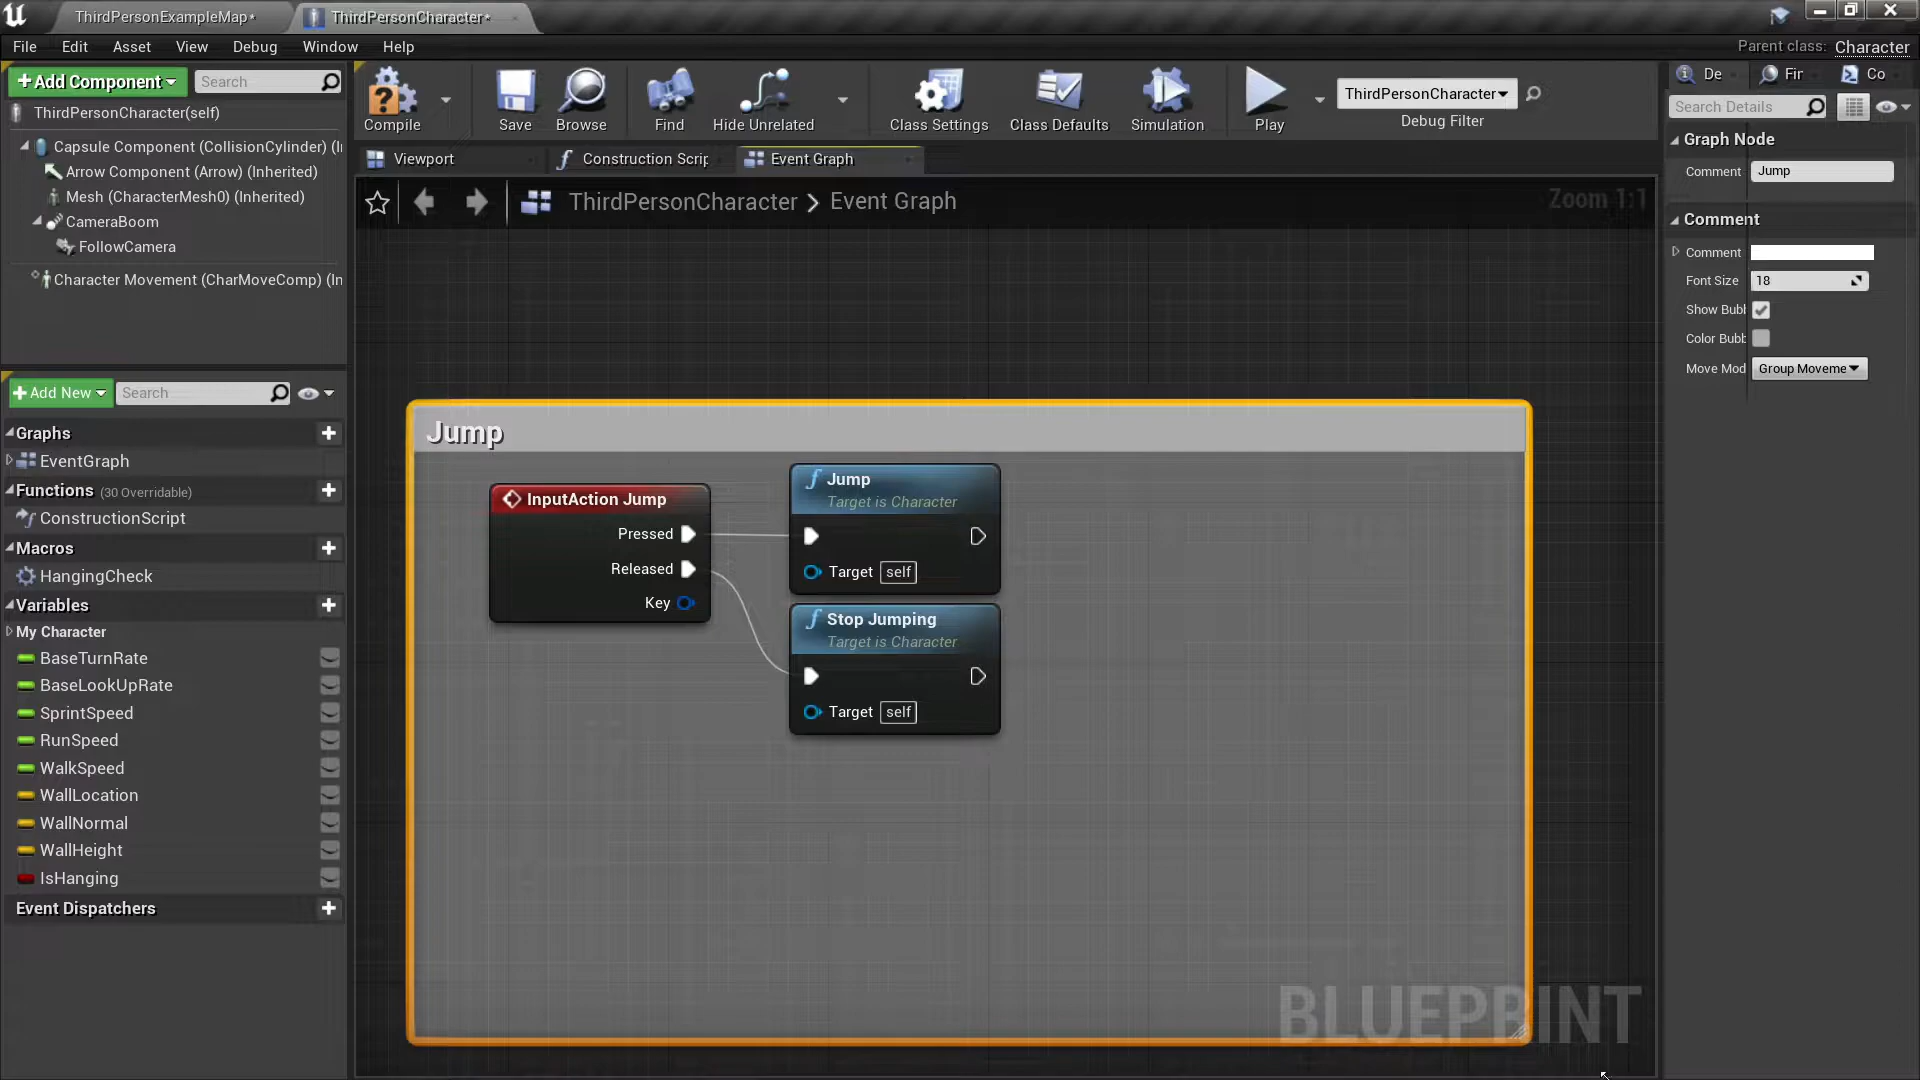 ThirdPersonExampleMap*
ThirdPersonCharacter*
File Edit Asset View Debug Window Help
Parent class: Character
+Add Component
Search
ThirdPersonCharacter(self)
Capsule Component (CollisionCylinder) (I
Arrow Component (Arrow) (Inherited)
Mesh (CharacterMesh0) (Inherited)
CameraBoom
FollowCamera
Character Movement (CharMoveComp) (In
Compile
Save
Browse
Find
Hide Unrelated
Class Settings
Class Defaults
Simulation
Play
ThirdPersonCharacter
Debug Filter
Viewport
Construction Scrip
Event Graph
ThirdPersonCharacter > Event Graph
Zoom 1:1
+Add New
Search
Graphs
EventGraph
Functions (30 Overridable)
ConstructionScript
Macros
HangingCheck
Variables
My Character
BaseTurnRate
BaseLookUpRate
SprintSpeed
RunSpeed
WalkSpeed
WallLocation
WallNormal
WallHeight
IsHanging
Event Dispatchers
Jump
InputAction Jump
Pressed
Released
Key
Jump
Target is Character
Target self
Stop Jumping
Target is Character
Target self
BLUEPRINT
De
Fir
Co
Search Details
Graph Node
Comment Jump
Comment
Comment
Font Size 18
Show Bubl
Color Bubb
Move Mod Group Moveme